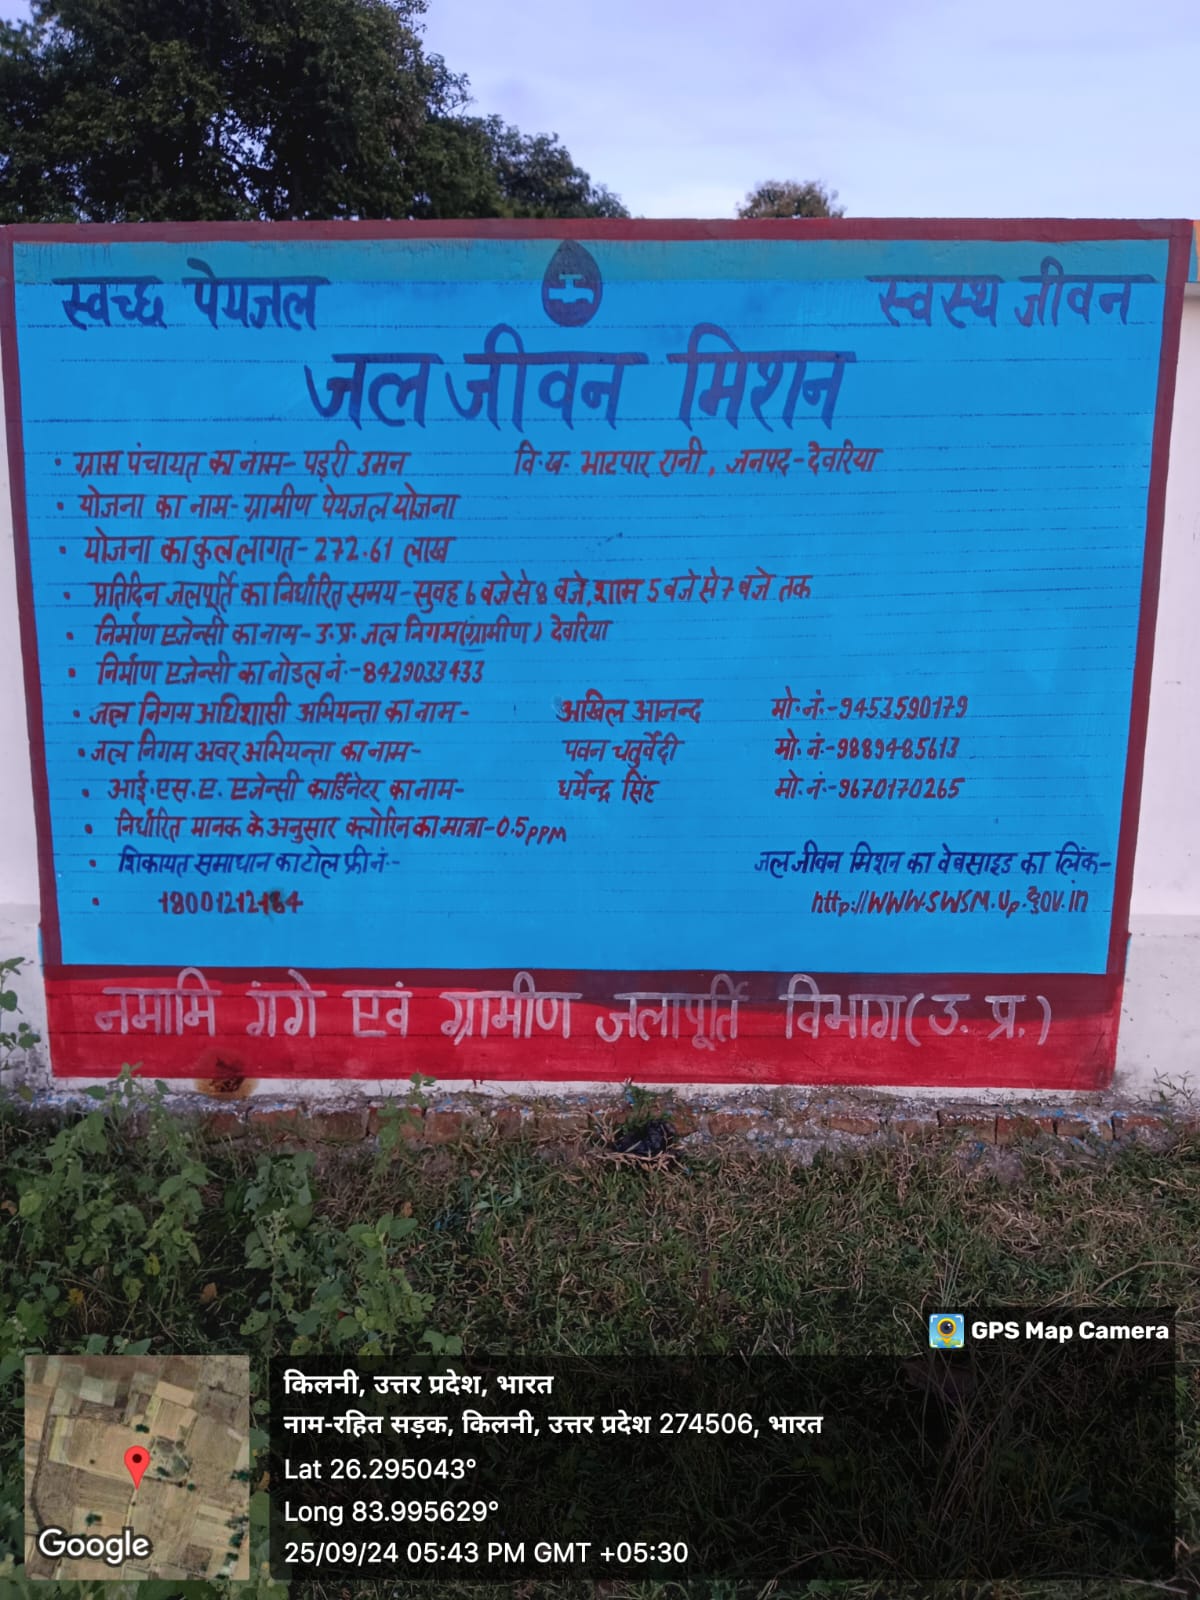 स्वच्छ पेयजल स्वस्थ जीवन
जल जीवन मिशन
• ग्रास पंचायत का नाम- पड़री उमन वि.ख. भाटपार रानी, जनपद-देवरिया
• योजना का नाम- ग्रामीण पेयजल योजना
• योजना का कुल लागत- 272.61 लाख
• प्रतिदिन जलपूर्ति का निर्धारित समय- सुवह 6 बजे से 8 बजे, शाम 5 बजे से 7 बजे तक
• निर्माण एजेन्सी का नाम- उ.प्र. जल निगम(ग्रामीण) देवरिया
• निर्माण एजेन्सी का नोडल नं.-8429033433
• जल निगम अधिशासी अभियन्ता का नाम- अखिल आनन्द मो.नं.-9453590179
• जल निगम अवर अभियन्ता का नाम- पवन चतुर्वेदी मो.नं-9889485613
• आई.एस.ए. एजेन्सी कार्डिनेटर का नाम- धर्मेन्द्र सिंह मो.नं-9670170265
• निर्धारित मानक के अनुसार क्लोरिन का मात्रा-0.5ppm
• शिकायत समाधान का टोल फ्री नं:- जल जीवन मिशन का वेबसाइड का लिंक-
• 18001212164 http://WWW.SWSM.Up.gov.in
नमामि गंगे एवं ग्रामीण जलापूर्ति विभाग(उ. प्र.)
GPS Map Camera
किलनी, उत्तर प्रदेश, भारत
नाम-रहित सड़क, किलनी, उत्तर प्रदेश 274506, भारत
Lat 26.295043°
Long 83.995629°
25/09/24 05:43 PM GMT +05:30
Google